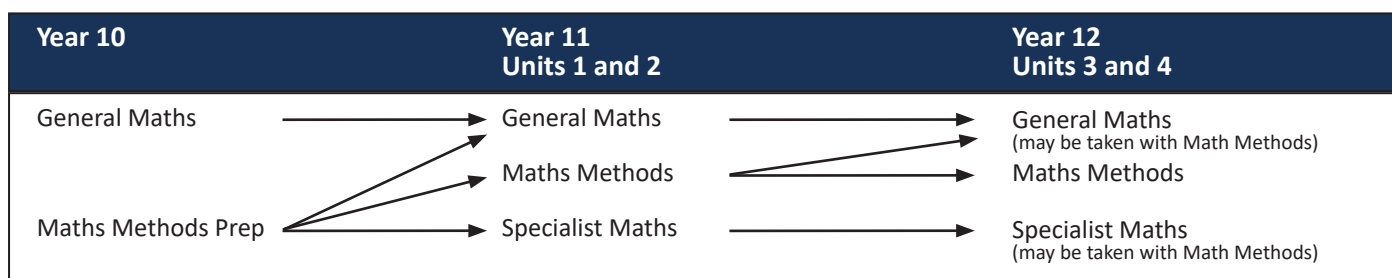 Year 10
Year 11
Units 1 and 2
Year 12
Units 3 and 4
General Maths
General Maths
General Maths
(may be taken with Math Methods)
Maths Methods
Maths Methods
Maths Methods Prep
Specialist Maths
Specialist Maths
(may be taken with Math Methods)